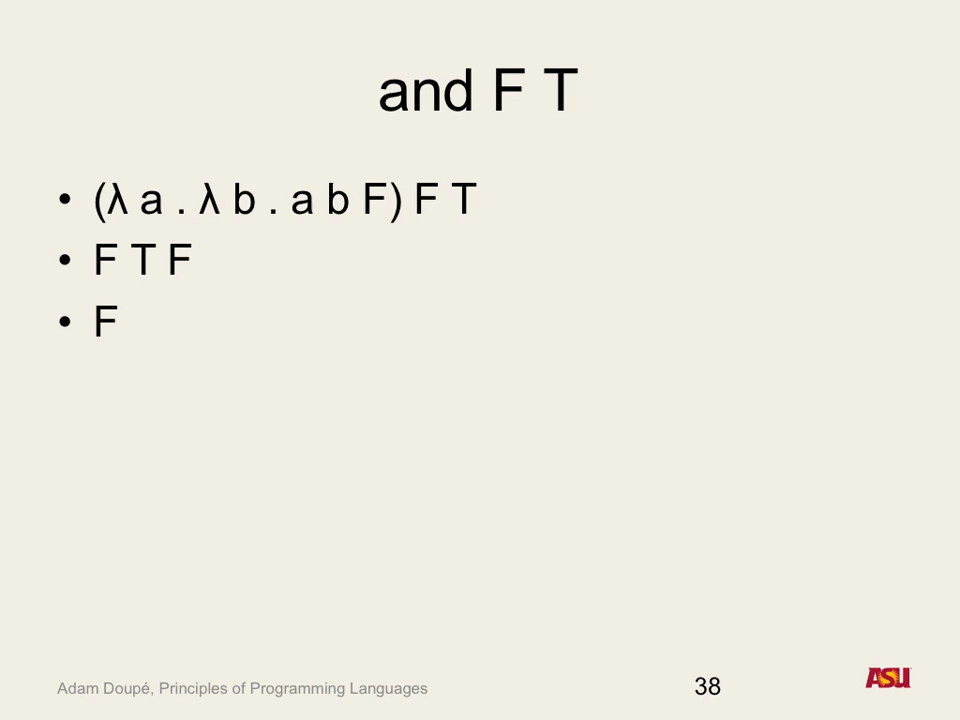 and F T
• (λ a . λ b . a b F) F T
• F T F
• F
Adam Doupé, Principles of Programming Languages
38
ASU